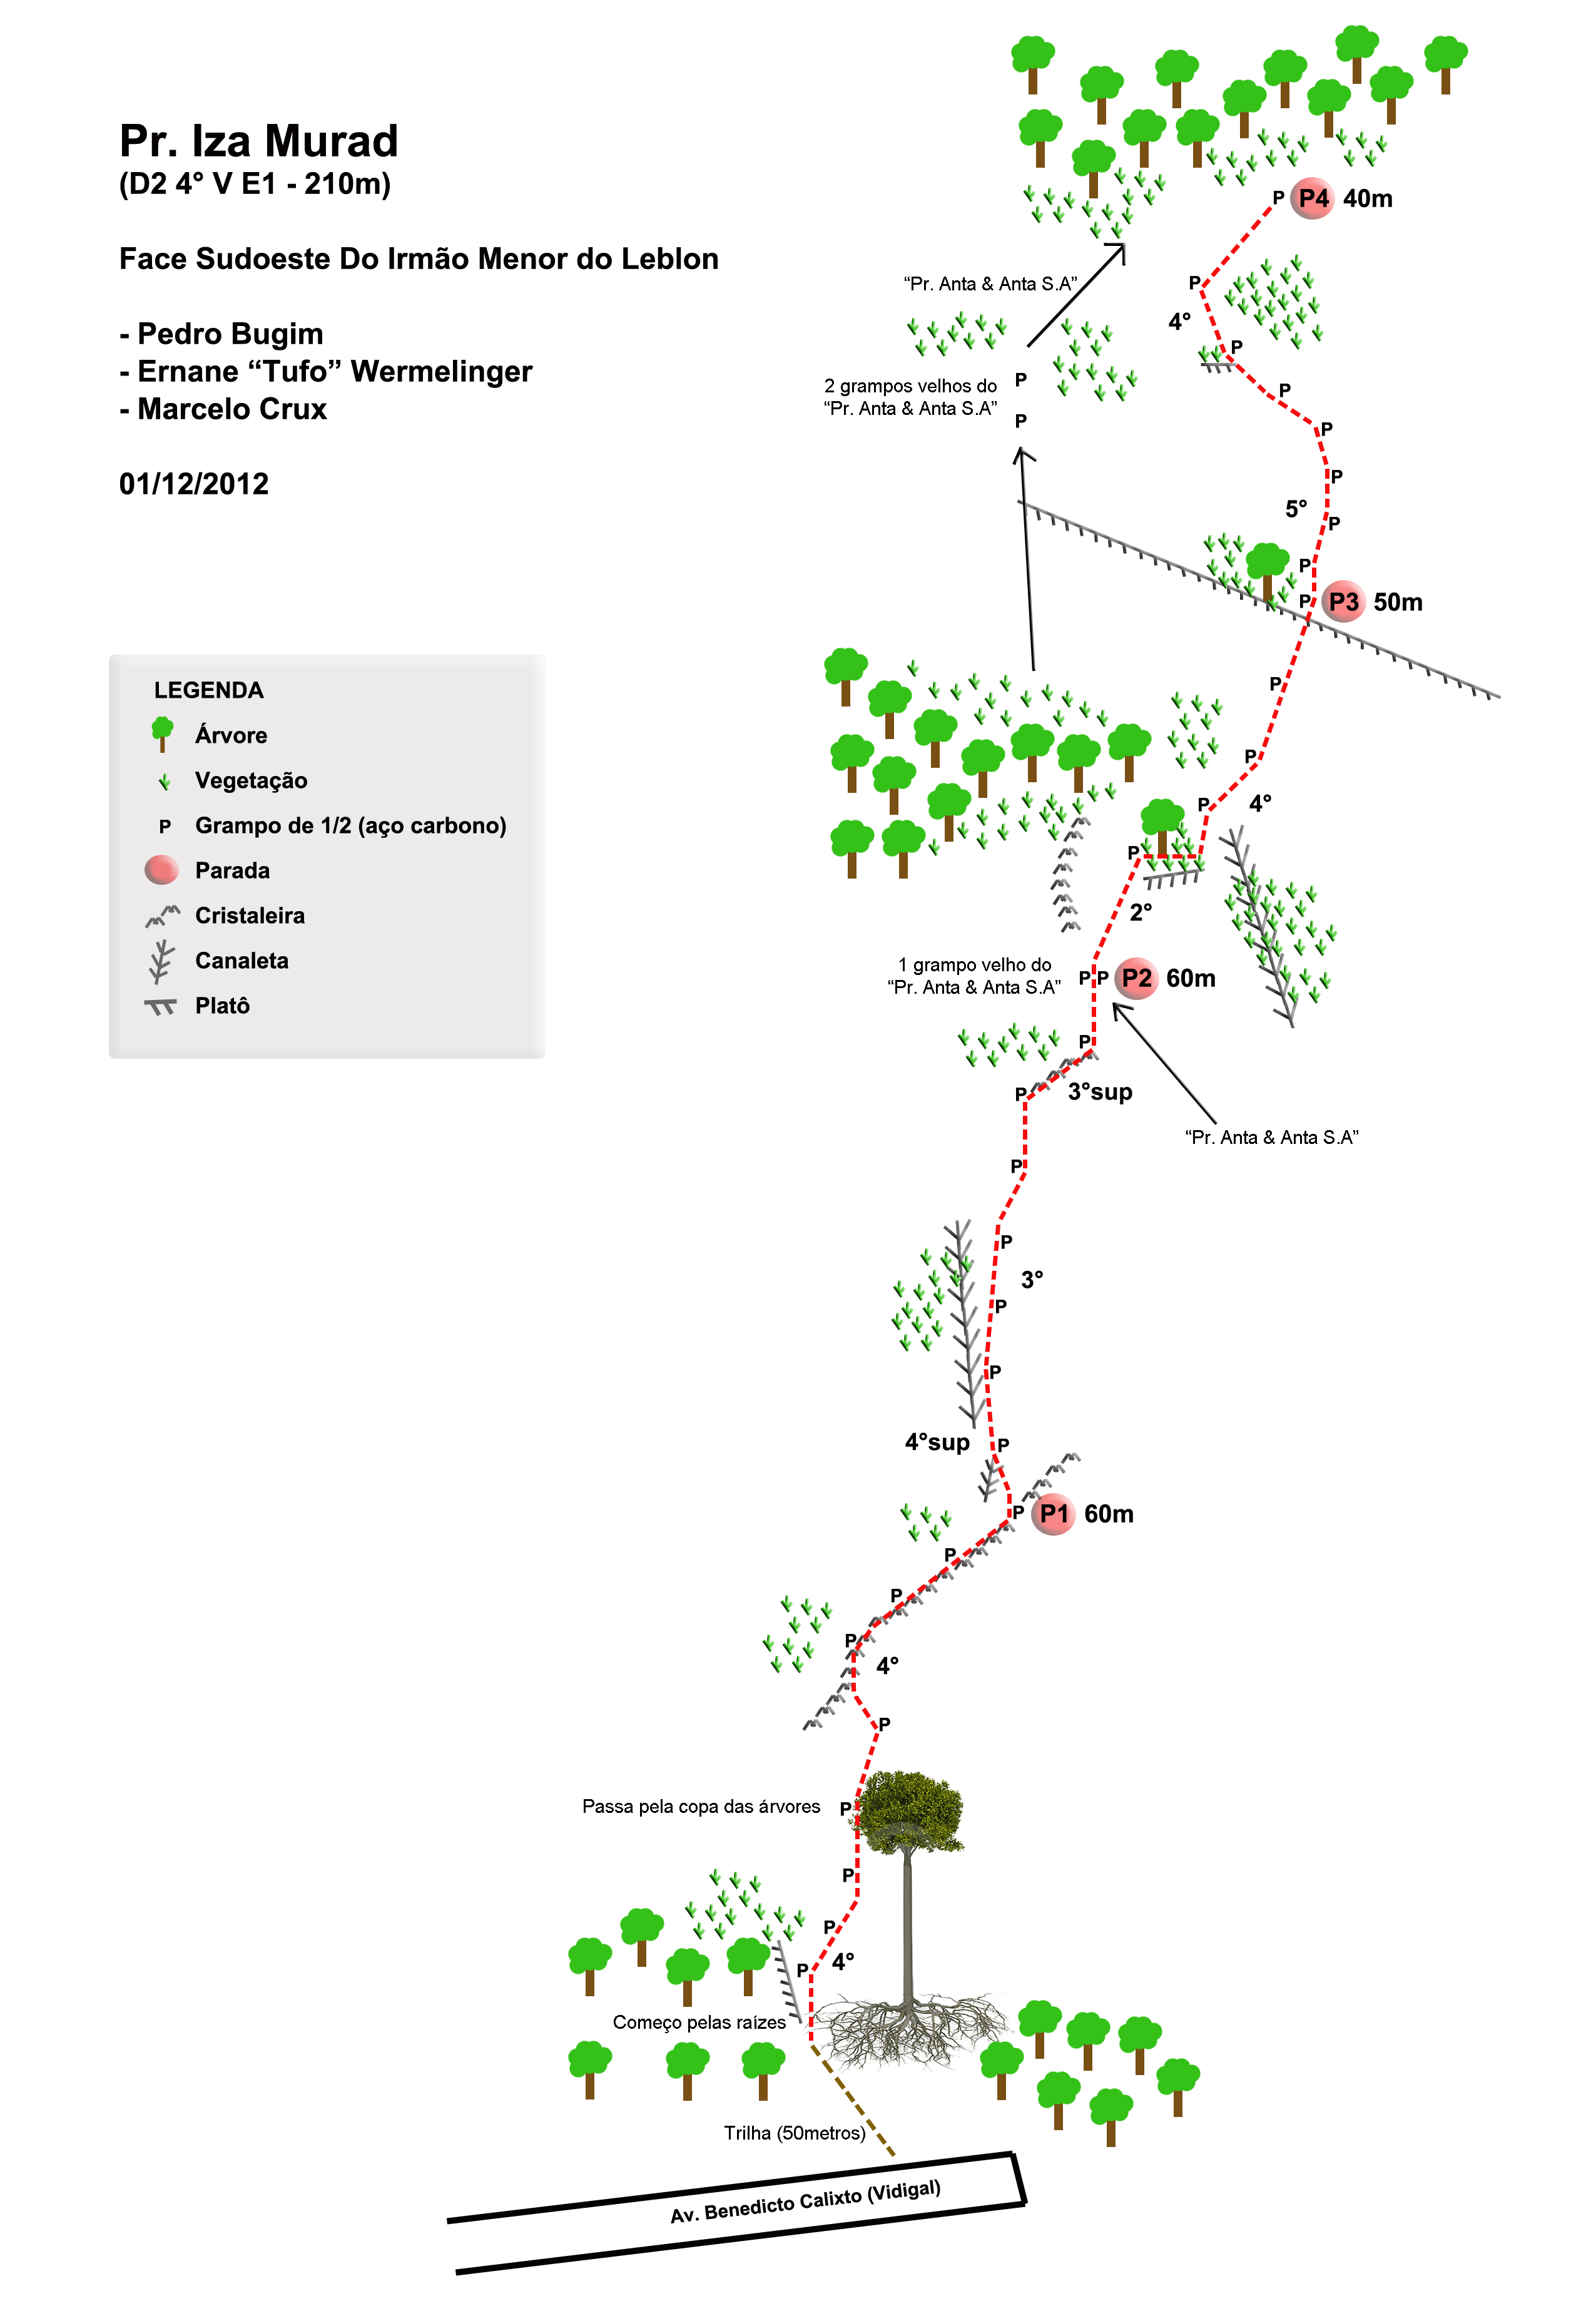 Pr. Iza Murad
(D2 4° V E1 - 210m)
Face Sudoeste Do Irmão Menor do Leblon
- Pedro Bugim
- Ernane “Tufo” Wermelinger
- Marcelo Crux
01/12/2012
LEGENDA
Árvore
Vegetação
P Grampo de 1/2 (aço carbono)
Parada
Cristaleira
Canaleta
Platô
P P4 40m
“Pr. Anta & Anta S.A”
P
4°
P
2 grampos velhos do
“Pr. Anta & Anta S.A”
P
P
P
P
P
P
5°
P
P
P P3 50m
P
P
P
4°
P
2°
1 grampo velho do
“Pr. Anta & Anta S.A”
P P P2 60m
P
P
3°sup
“Pr. Anta & Anta S.A”
P
P
3°
P
P
4°sup
P
P P1 60m
P
P
P
4°
P
Passa pela copa das árvores
P
P
P
4°
P
Começo pelas raízes
Trilha (50metros)
Av. Benedicto Calixto (Vidigal)